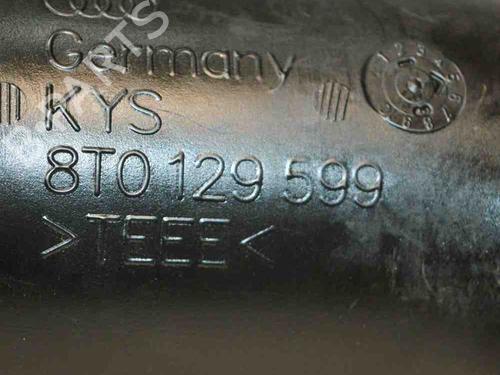 Germany
KYS
8T0 129 599
>TEEE<